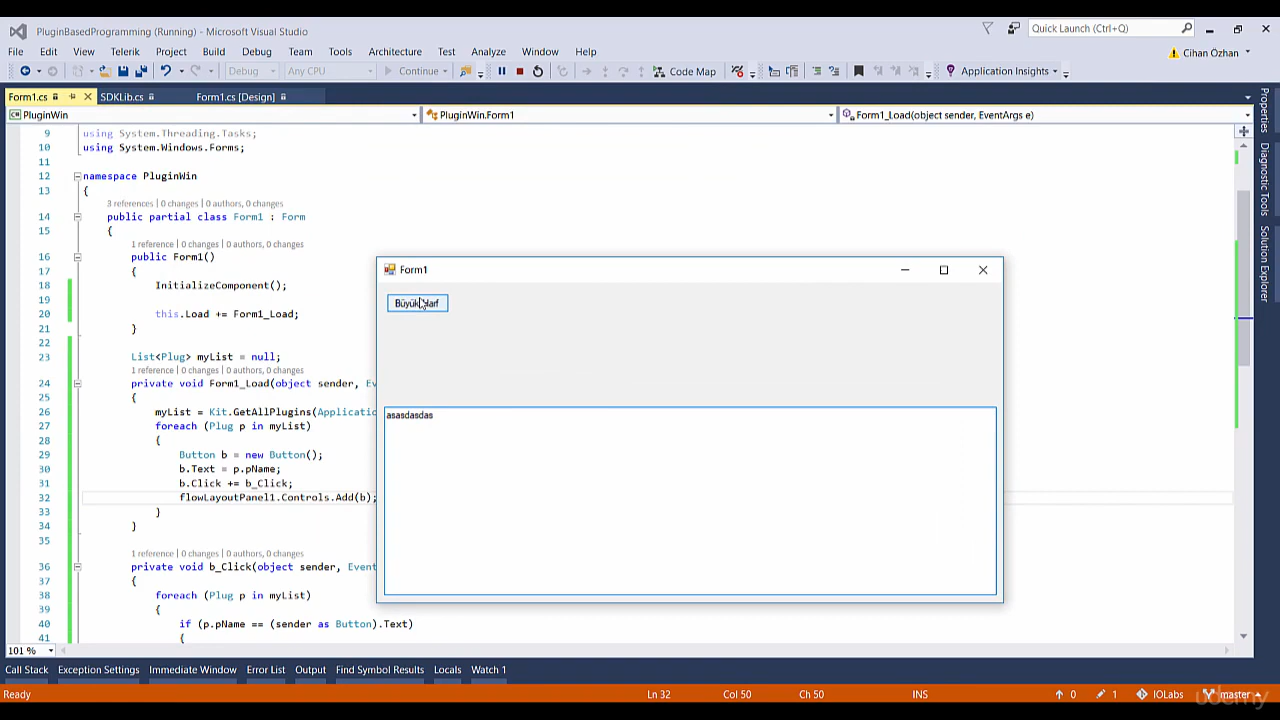 PluginBasedProgramming (Running) - Microsoft Visual Studio
Quick Launch (Ctrl+Q)
File Edit View Telerik Project Build Debug Team Tools Architecture Test Analyze Window Help
Cihan Özhan
Debug Any CPU Continue Code Map Application Insights
Form1.cs SDKLib.cs Form1.cs [Design]
PluginWin PluginWin.Form1 Form1_Load(object sender, EventArgs e)
9 using System.Threading.Tasks;
10 using System.Windows.Forms;
11
12 namespace PluginWin
13 {
3 references | 0 changes | 0 authors, 0 changes
14 public partial class Form1 : Form
15 {
1 reference | 0 changes | 0 authors, 0 changes
16 public Form1()
17 {
18 InitializeComponent();
19
20 this.Load += Form1_Load;
21 }
22
23 List<Plug> myList = null;
1 reference | 0 changes | 0 authors, 0 changes
24 private void Form1_Load(object sender,
25 {
26 myList = Kit.GetAllPlugins(
27 foreach (Plug p in myList)
28 {
29 Button b = new Button();
30 b.Text = p.pName;
31 b.Click += b_Click;
32 flowLayoutPanel1.Controls.Add(b);
33 }
34 }
35
1 reference | 0 changes | 0 authors, 0 changes
36 private void b_Click(object sender,
37 {
38 foreach (Plug p in myList)
39 {
40 if (p.pName == (sender as Button).Text)
41 {
Form1
Büyük Harf
asasdasdas
Properties
Diagnostic Tools
Solution Explorer
101 %
Call Stack Exception Settings Immediate Window Error List Output Find Symbol Results Locals Watch 1
Ready Ln 32 Col 50 Ch 50 INS 0 1 IOLabs master
udemy